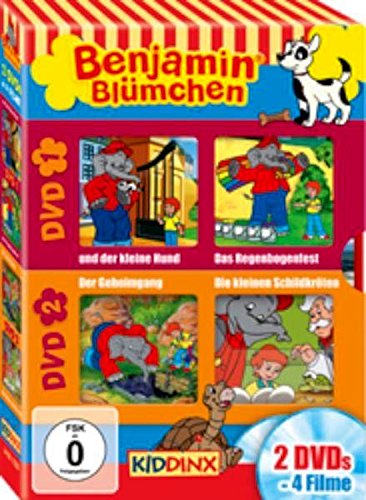 Benjamin
Blümchen
DVD 1
und der kleine Hund
Das Regenbogenfest
DVD 2
Der Geheimgang
Die kleinen Schildkröten
FSK
0
KIDDINX
2 DVDs
- 4 Filme